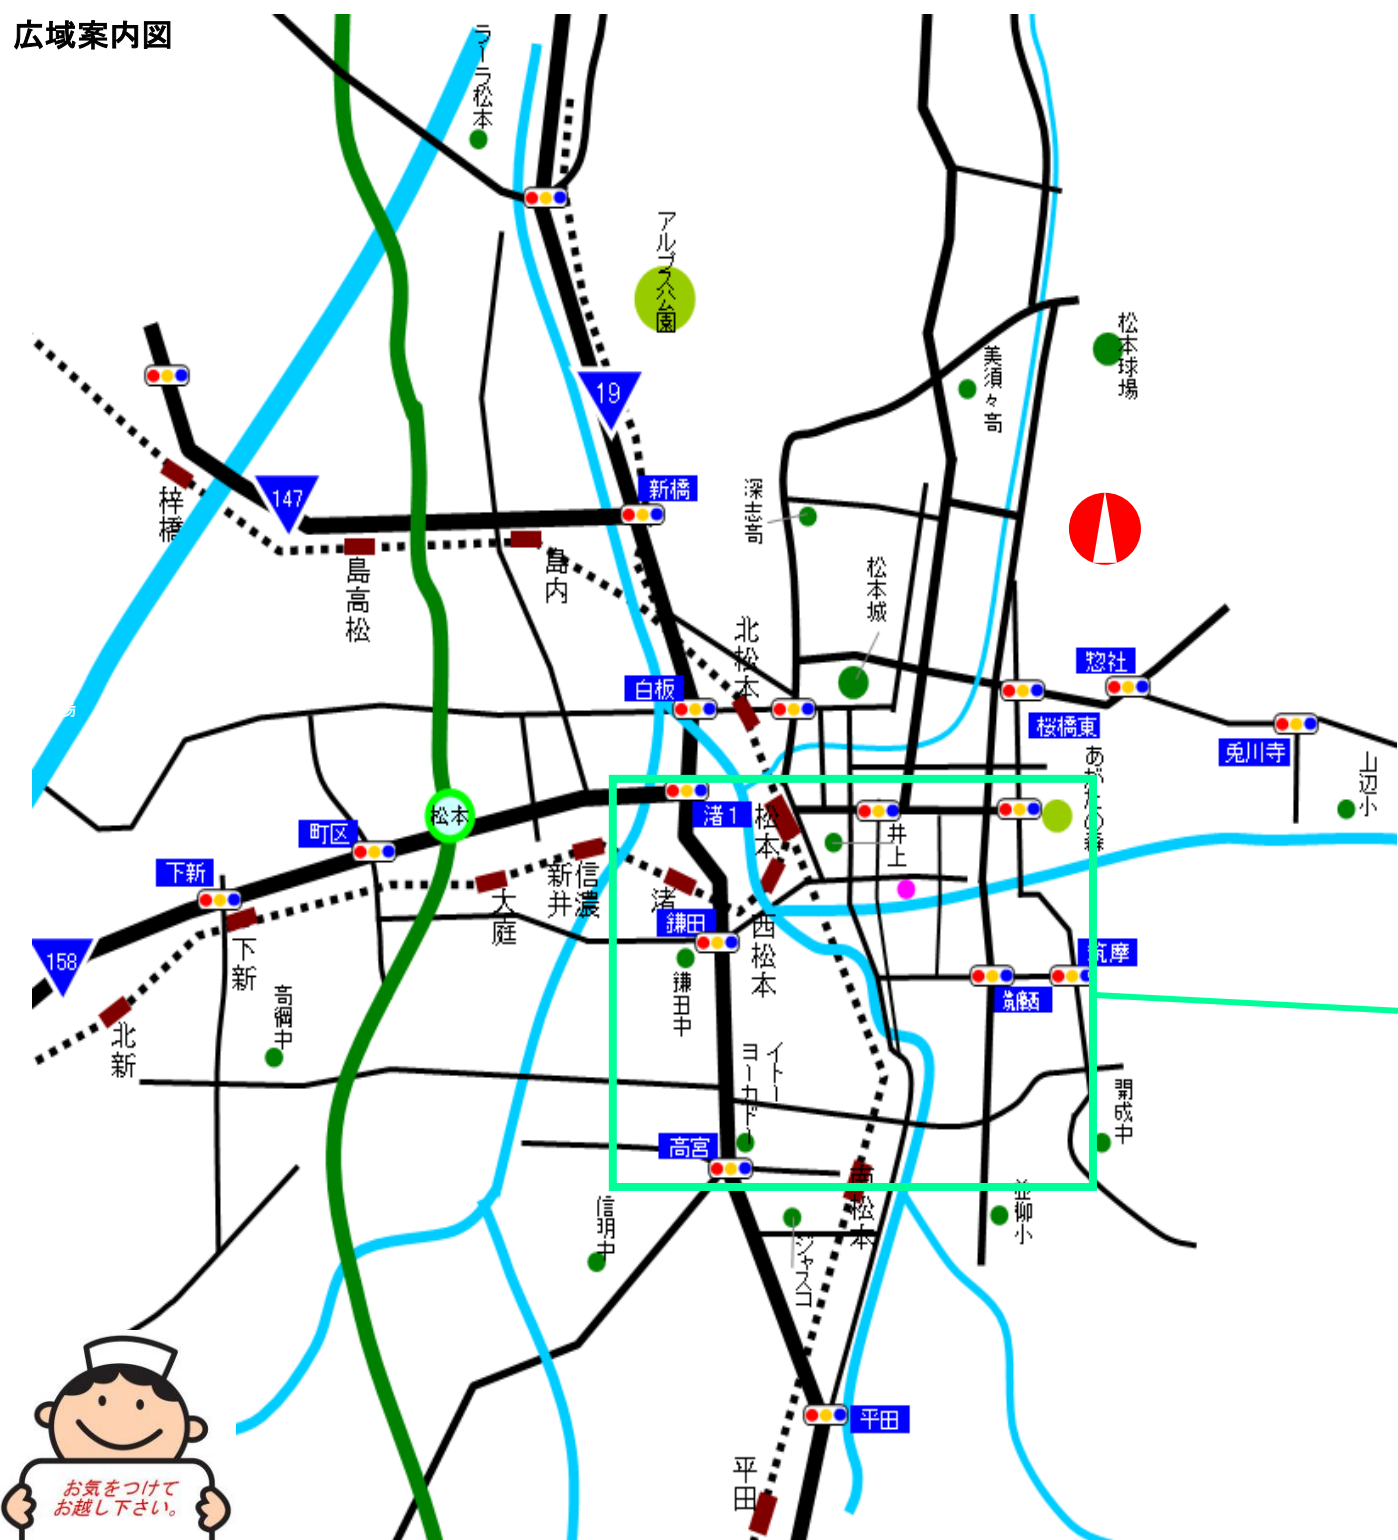 広域案内図
ラーラ松本
アルプス公園
松本球場
美須々高
19
147
新橋
深志高
梓橋
島高松
島内
松本城
北松本
惣社
白板
桜橋東
兎川寺
あがたの森
山辺小
松本
渚1
松本
町区
井上
下新
新井
信濃
渚
大庭
鎌田
西松本
筑摩
下新
158
鎌田中
高綱中
北新
イトー
ヨーカドー
開成中
高宮
南松本
並柳小
信明中
ジャスコ
平田
平田
お気をつけて
お越し下さい。